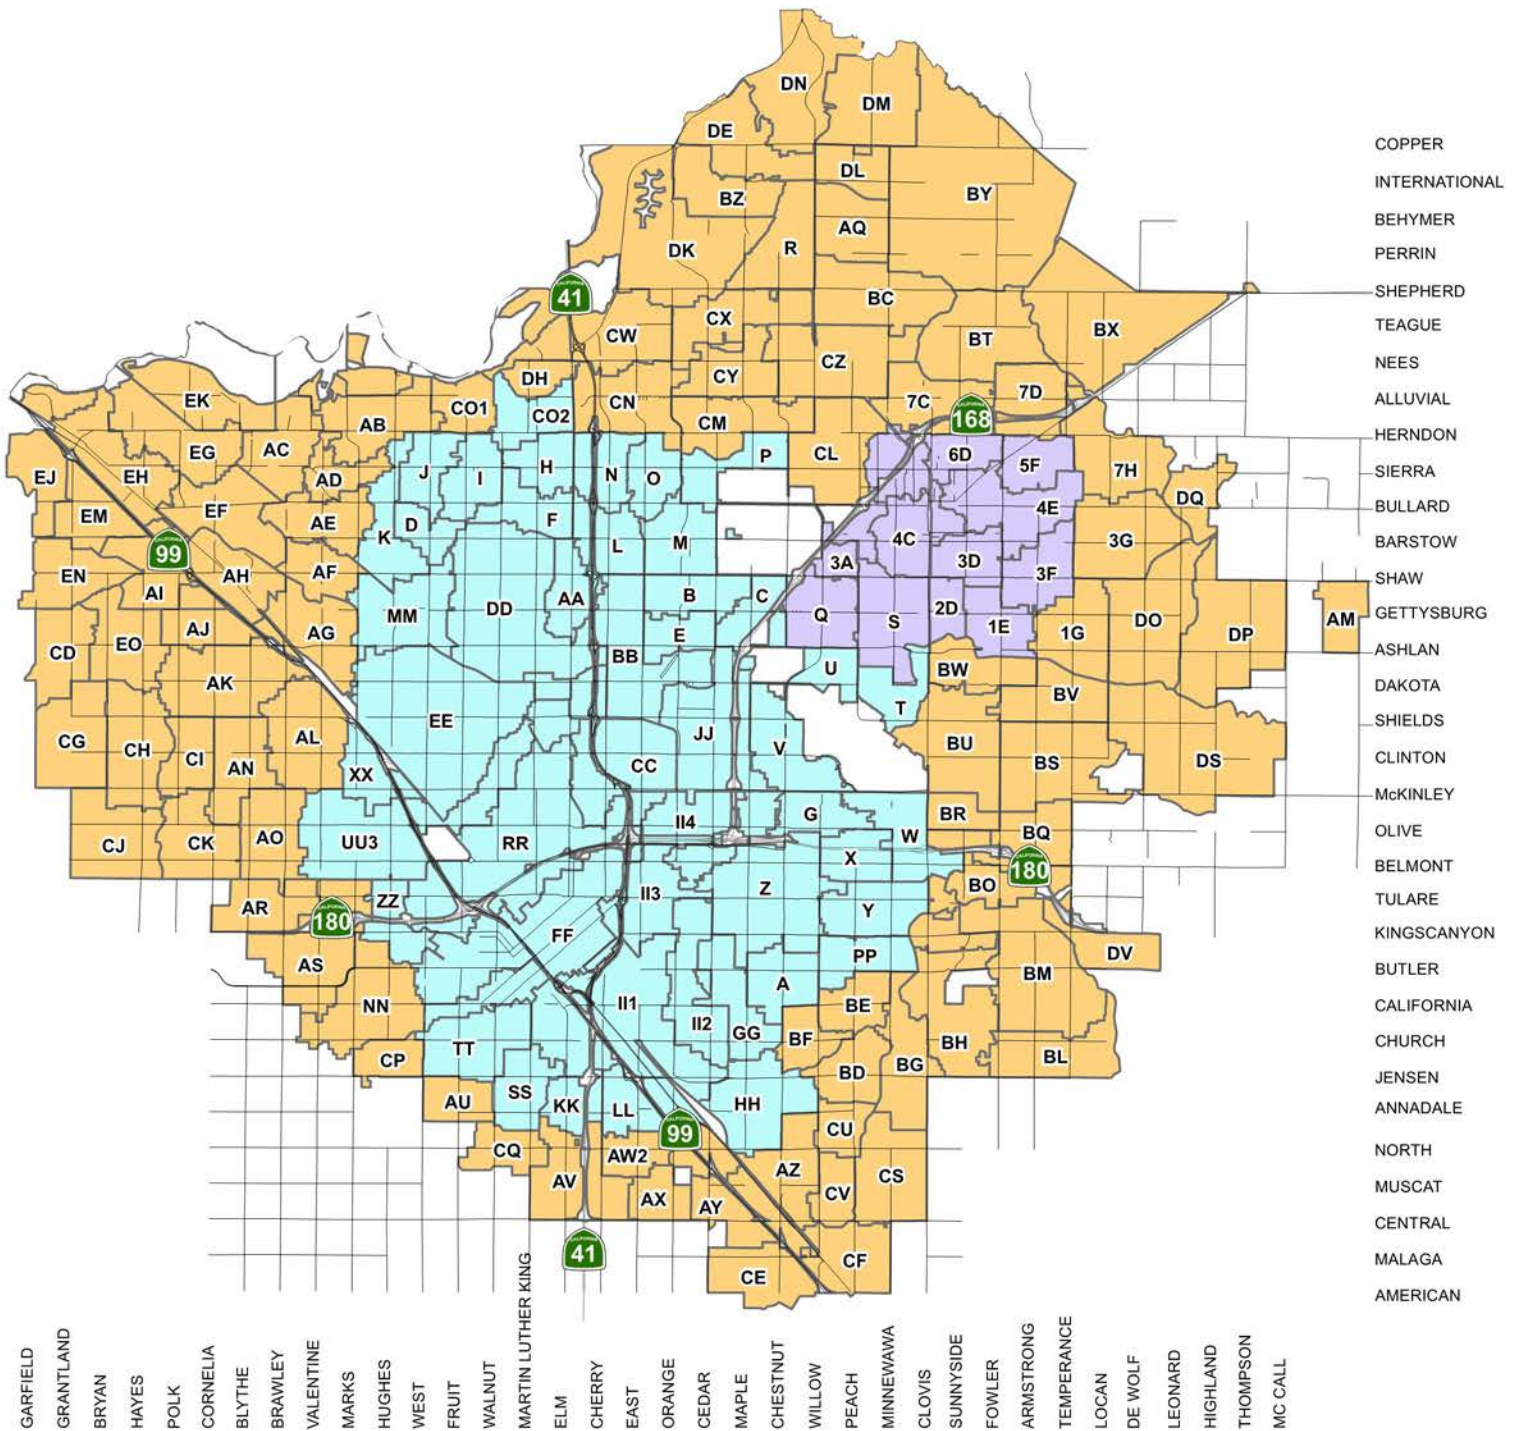 DN
DM
DE
COPPER
DL
INTERNATIONAL
BZ
BY
BEHYMER
AQ
DK
R
PERRIN
CALIFORNIA
41
BC
SHEPHERD
CX
CW
BT
BX
TEAGUE
CZ
NEES
DH
CY
7D
EK
CO1
CO2
CN
7C
CALIFORNIA
168
ALLUVIAL
AB
CM
HERNDON
EG
AC
H
P
CL
6D
5F
EJ
EH
AD
J
I
N
O
7H
SIERRA
DQ
EM
EF
AE
D
F
4E
BULLARD
K
L
M
4C
3G
BARSTOW
CALIFORNIA
99
EN
AH
AF
3A
3D
3F
SHAW
AI
MM
DD
AA
B
C
2D
GETTYSBURG
EO
AJ
AG
E
Q
S
1E
1G
DO
DP
AM
CD
BB
ASHLAN
AK
U
BW
BV
DAKOTA
T
EE
SHIELDS
CG
CH
CI
AN
AL
JJ
V
BU
BS
DS
CLINTON
XX
CC
McKINLEY
II4
G
BR
CJ
CK
AO
UU3
RR
W
BQ
OLIVE
X
CALIFORNIA
180
BELMONT
AR
CALIFORNIA
180
ZZ
II3
Z
BO
TULARE
Y
FF
KINGSCANYON
AS
PP
DV
BUTLER
A
BM
NN
II1
BE
CALIFORNIA
II2
GG
BF
CHURCH
CP
TT
BH
BL
BG
BD
JENSEN
AU
SS
KK
LL
HH
ANNADALE
CALIFORNIA
99
CU
CQ
AW2
NORTH
AV
AZ
CS
AX
AY
CV
MUSCAT
CENTRAL
CALIFORNIA
41
CF
MALAGA
CE
AMERICAN
GARFIELD
GRANTLAND
BRYAN
HAYES
POLK
CORNELIA
BLYTHE
BRAWLEY
VALENTINE
MARKS
HUGHES
WEST
FRUIT
WALNUT
MARTIN LUTHER KING
ELM
CHERRY
EAST
ORANGE
CEDAR
MAPLE
CHESTNUT
WILLOW
PEACH
MINNEWAWA
CLOVIS
SUNNYSIDE
FOWLER
ARMSTRONG
TEMPERANCE
LOCAN
DE WOLF
LEONARD
HIGHLAND
THOMPSON
MC CALL